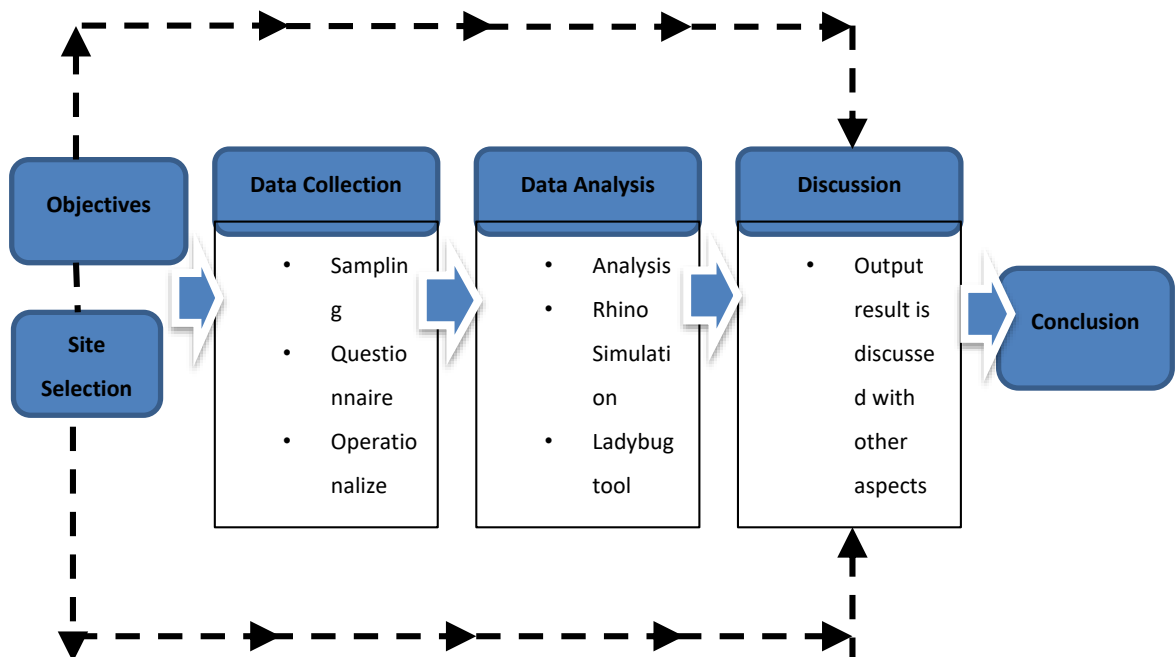 Objectives
Site
Selection
Data Collection
• Samplin
g
• Questio
nnaire
• Operatio
nalize
Data Analysis
• Analysis
• Rhino
Simulati
on
• Ladybug
tool
Discussion
• Output
result is
discusse
d with
other
aspects
Conclusion